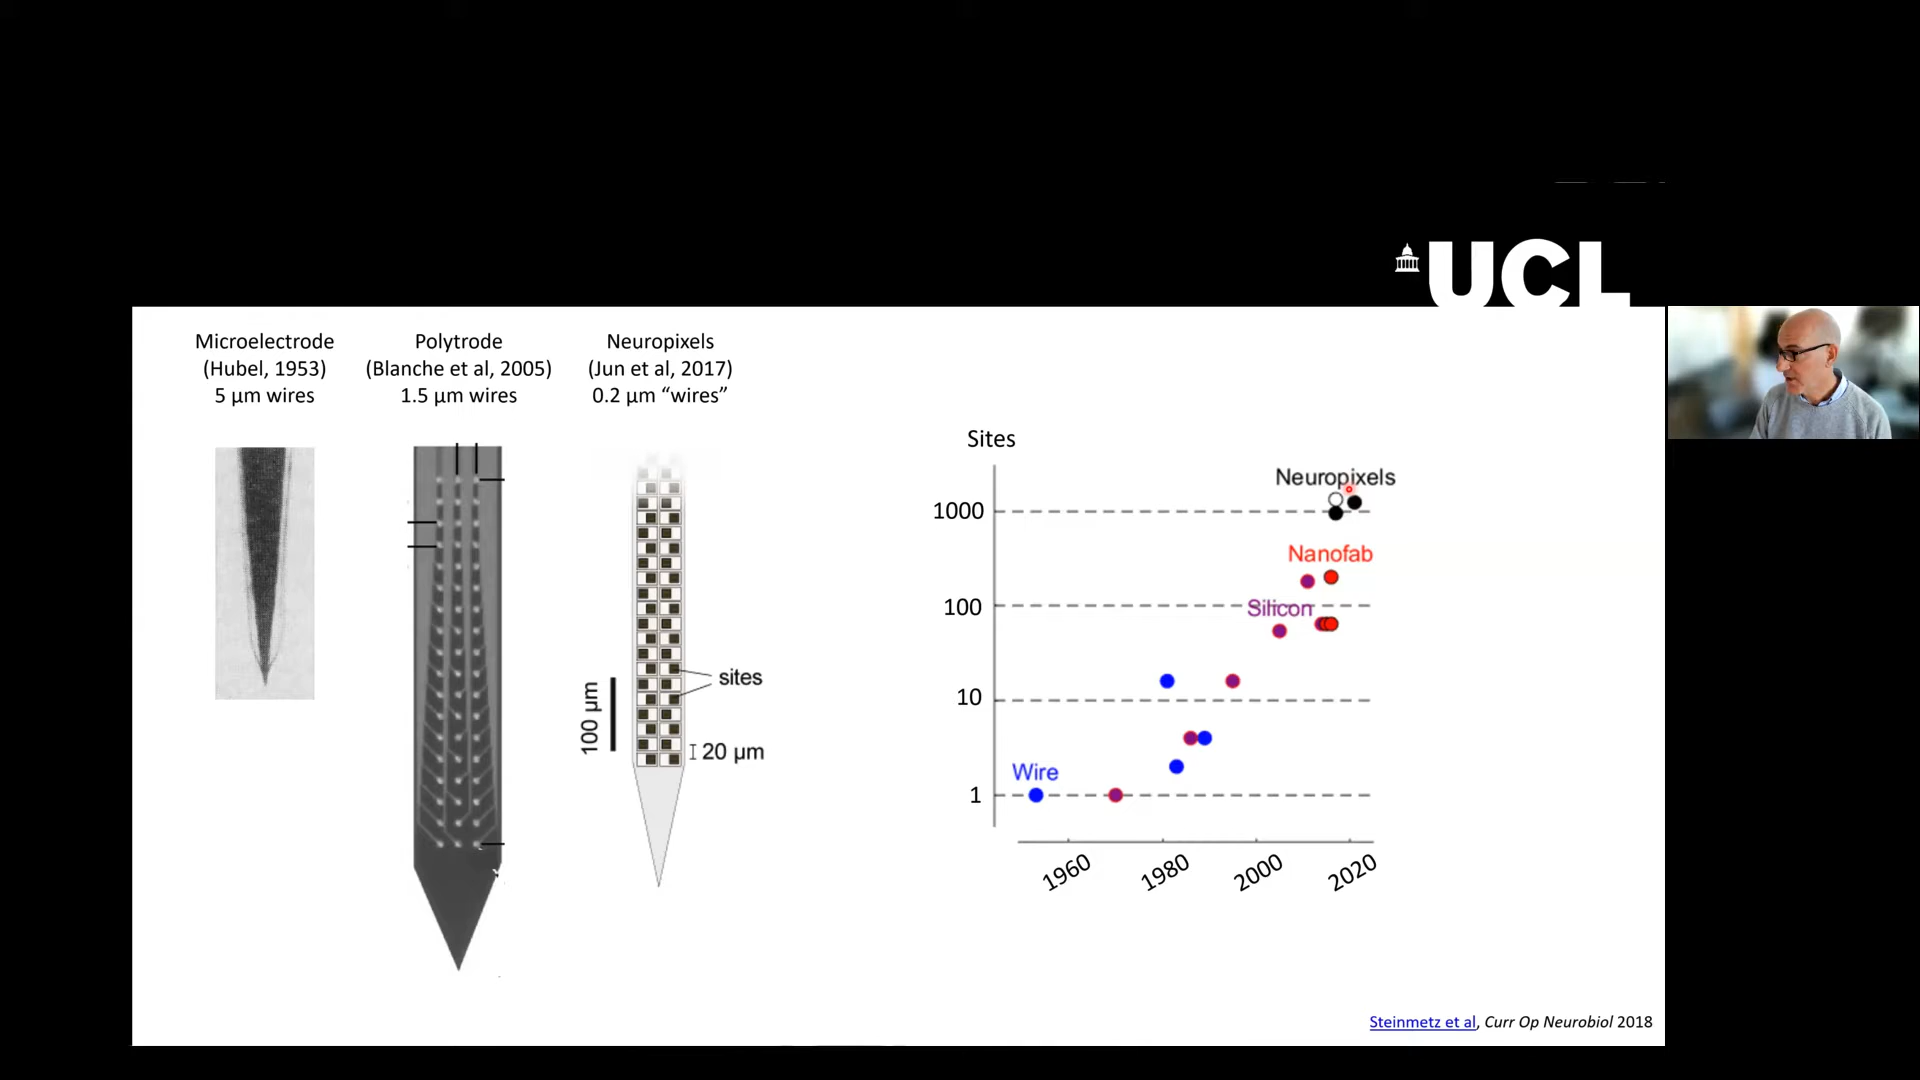 UCL
Microelectrode
(Hubel, 1953)
5 µm wires
Polytrode
(Blanche et al, 2005)
1.5 µm wires
Neuropixels
(Jun et al, 2017)
0.2 µm “wires”
sites
100 µm
20 µm
Sites
Neuropixels
1000
Nanofab
100
Silicon
10
Wire
1
1960
1980
2000
2020
Steinmetz et al, Curr Op Neurobiol 2018